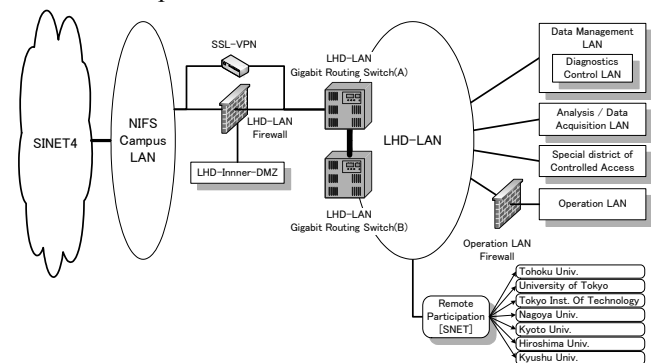 SINET4
NIFS
Campus
LAN
SSL-VPN
LHD-LAN
Firewall
LHD-Innner-DMZ
LHD-LAN
Gigabit Routing Switch(A)
LHD-LAN
Gigabit Routing Switch(B)
LHD-LAN
Data Management
LAN
Diagnostics
Control LAN
Analysis / Data
Acquisition LAN
Special district of
Controlled Access
Operation LAN
Operation LAN
Firewall
Remote
Participation
[SNET]
Tohoku Univ.
University of Tokyo
Tokyo Inst. Of Technology
Nagoya Univ.
Kyoto Univ.
Hiroshima Univ.
Kyushu Univ.